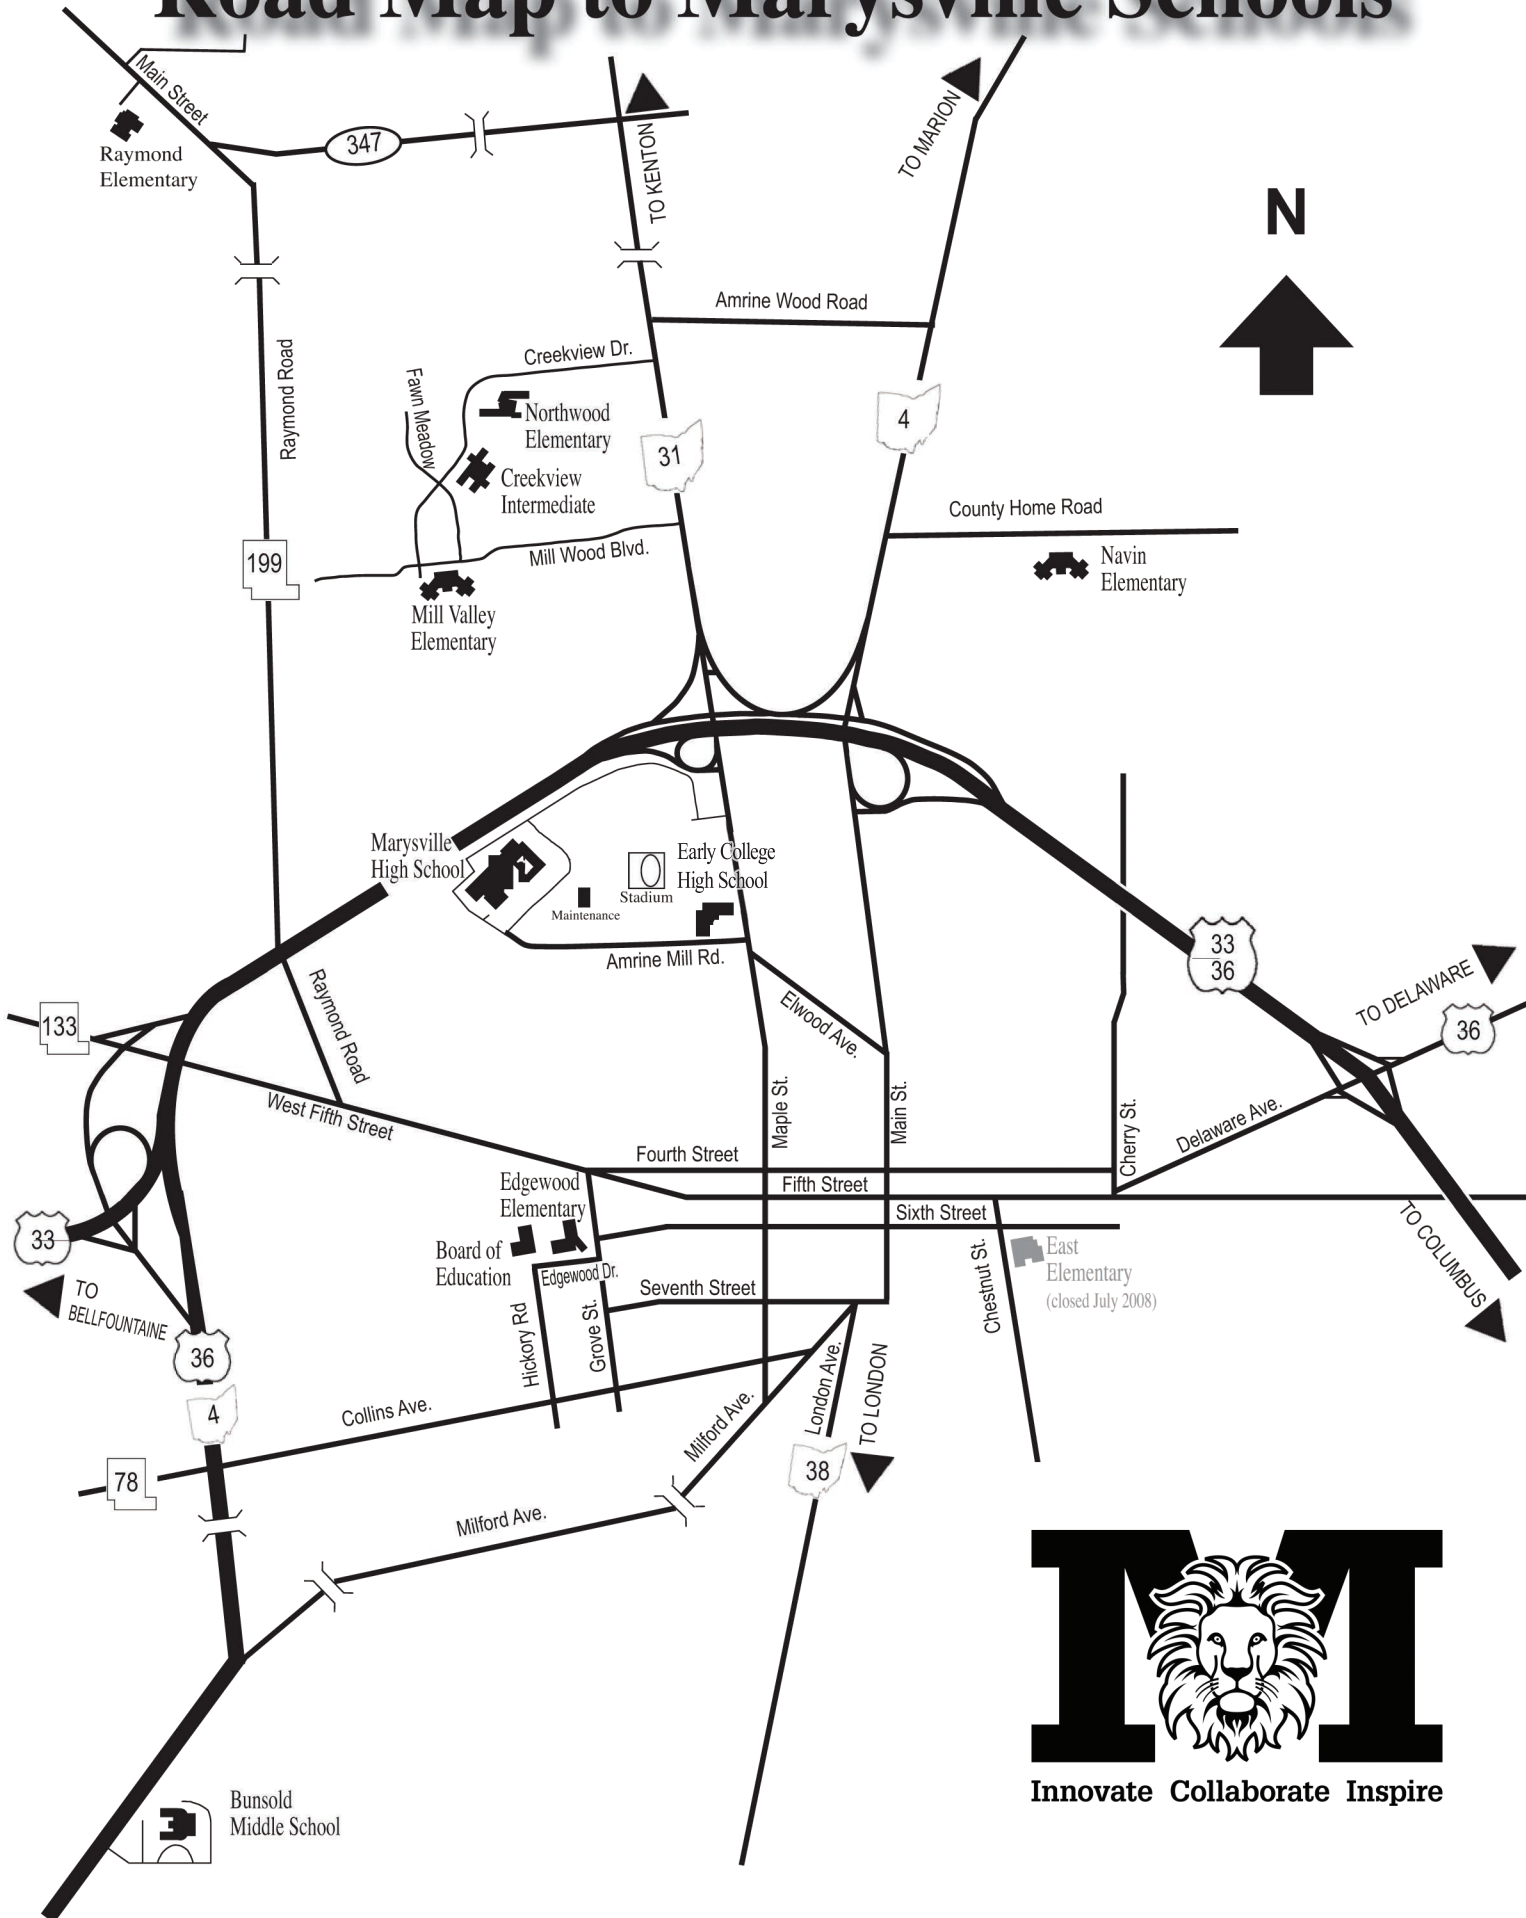 Road Map to Marysville Schools
Main Street
Raymond
Elementary
347
TO KENTON
TO MARION
N
Amrine Wood Road
Creekview Dr.
Raymond Road
Fawn Meadow
Northwood
Elementary
Creekview
Intermediate
31
4
County Home Road
Mill Wood Blvd.
Navin
Elementary
199
Mill Valley
Elementary
Marysville
High School
Early College
High School
Stadium
Maintenance
Amrine Mill Rd.
33
36
TO DELAWARE
36
133
Raymond Road
Elwood Ave.
West Fifth Street
Maple St.
Main St.
Cherry St.
Delaware Ave.
Fourth Street
Fifth Street
Sixth Street
Edgewood
Elementary
Board of
Education
Edgewood Dr.
33
TO
BELLFOUNTAINE
Seventh Street
Chestnut St.
East
Elementary
(closed July 2008)
TO COLUMBUS
Hickory Rd
Grove St.
36
4
Collins Ave.
Milford Ave.
London Ave.
TO LONDON
78
38
Milford Ave.
Bunsold
Middle School
Innovate Collaborate Inspire